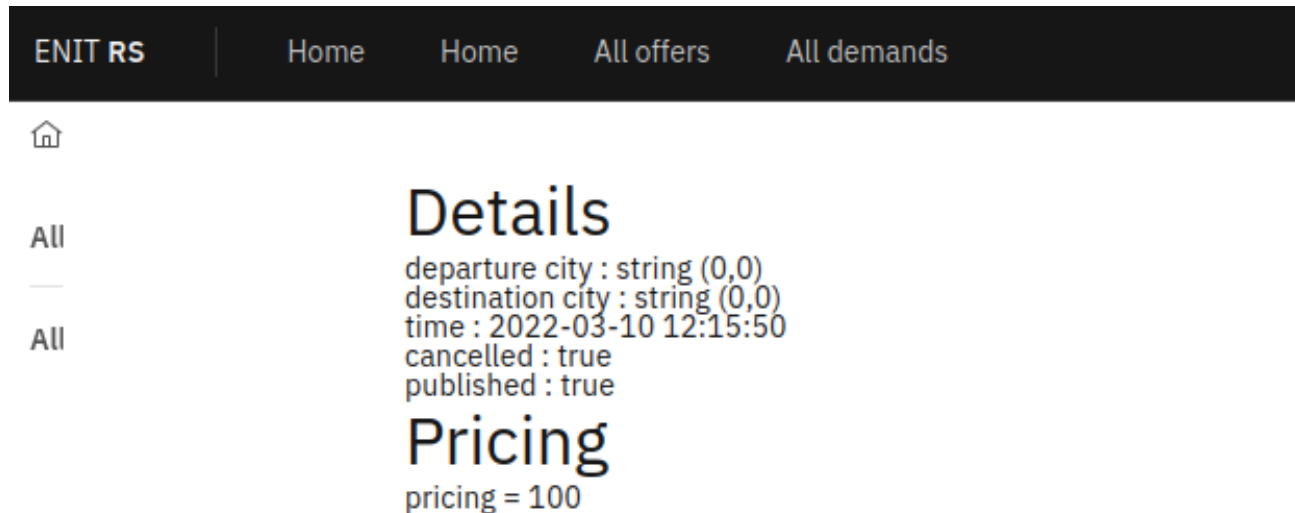 ENIT RS Home Home All offers All demands
All
All
Details
departure city : string (0,0)
destination city : string (0,0)
time : 2022-03-10 12:15:50
cancelled : true
published : true
Pricing
pricing = 100